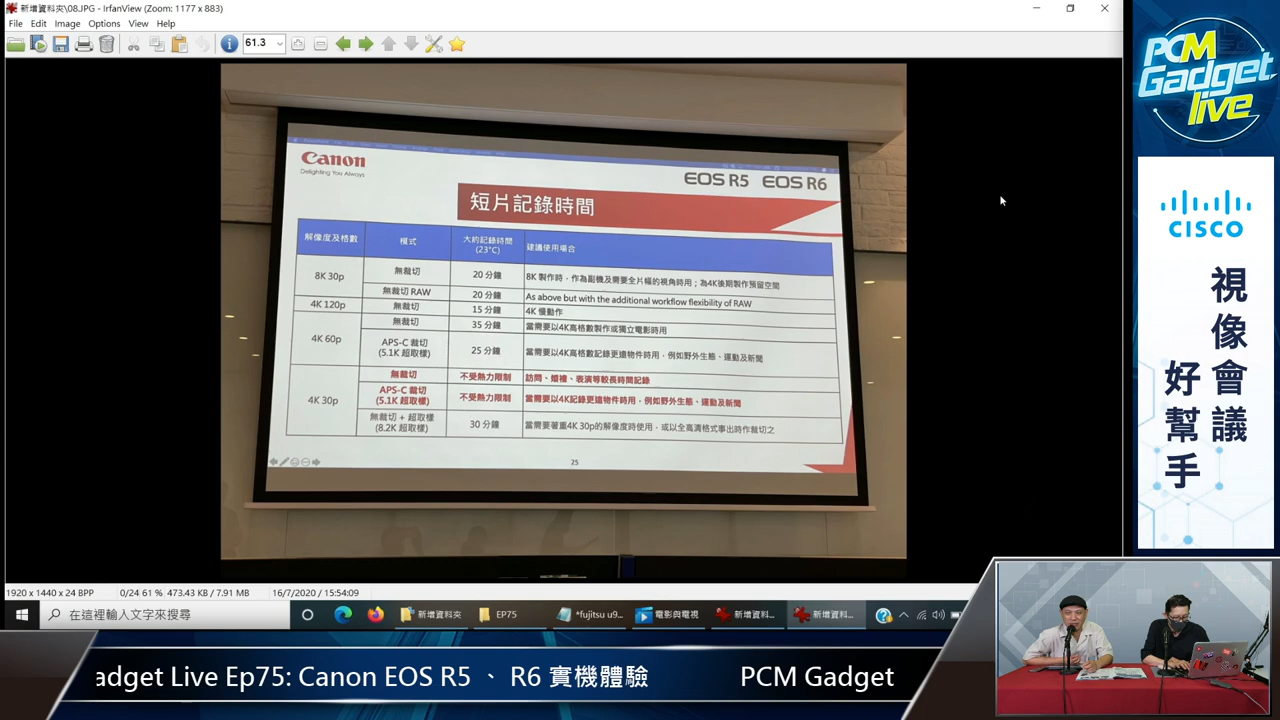 新增資料夾\08.JPG - IrfanView (Zoom: 1177 x 883)
File Edit Image Options View Help
61.3
Canon
Delighting You Always
EOS R5 EOS R6
短片記錄時間
解像度及格數 模式 大約記錄時間 (23°C) 建議使用場合
8K 30p 無裁切 20 分鐘 8K 製作時，作為副機及需要全片幅的視角時用；為4K後期製作預留空間
無裁切 RAW 20 分鐘 As above but with the additional workflow flexibility of RAW
4K 120p 無裁切 15 分鐘 4K 慢動作
4K 60p 無裁切 35 分鐘 當需要以4K高格數製作或獨立電影時用
APS-C 裁切 (5.1K 超取樣) 25 分鐘 當需要以4K高格數記錄更遠物件時用，例如野外生態、運動及新聞
4K 30p 無裁切 不受熱力限制 訪問、婚禮、表演等較長時間記錄
APS-C 裁切 (5.1K 超取樣) 不受熱力限制 當需要以4K記錄更遠物件時用，例如野外生態、運動及新聞
無裁切 + 超取樣 (8.2K 超取樣) 30 分鐘 當需要著重4K 30p的解像度時使用，或以全高清格式事出時作裁切之
25
1920 x 1440 x 24 BPP 0/24 61 % 473.43 KB / 7.91 MB 16/7/2020 / 15:54:09
在這裡輸入文字來搜尋
新增資料夾
EP75
*fujitsu u9...
電影與電視
新增資料...
新增資料...
PCM
Gadget
live
CISCO
視像會議
好幫手
adget Live Ep75: Canon EOS R5 、 R6 實機體驗 PCM Gadget